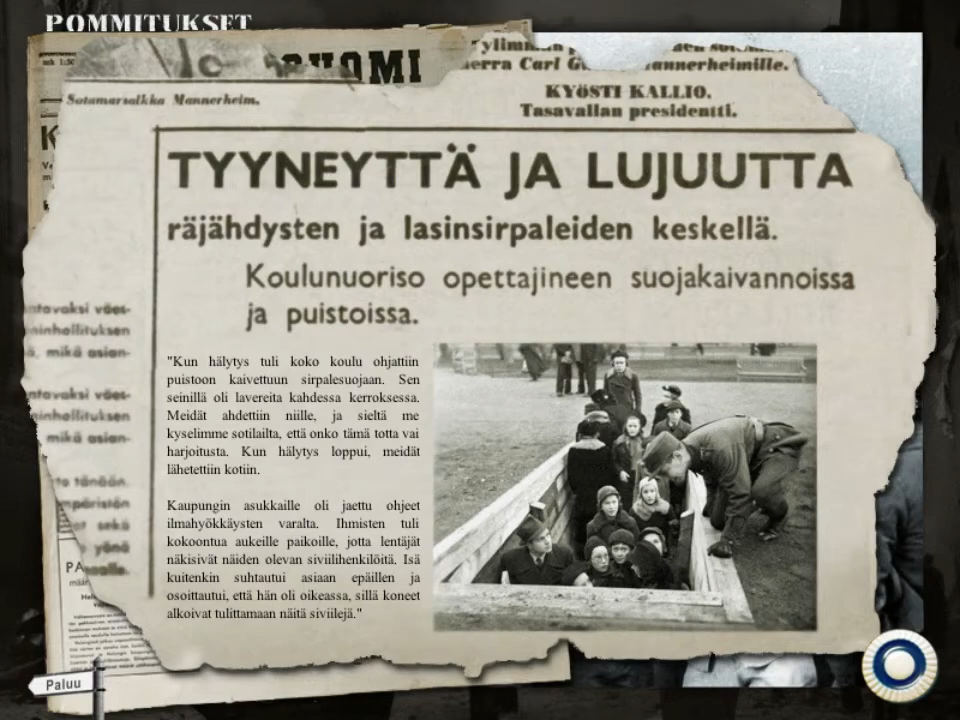 POMMITUKSET
SUOMI
Carl
Mannerheimille.
Sotamarsalkka Mannerheim.
KYÖSTI KALLIO.
Tasavallan presidentti.
TYYNEYTTÄ JA LUJUUTTA
räjähdysten ja lasinsirpaleiden keskellä.
Koulunuoriso opettajineen suojakaivannoissa
ja puistoissa.
"Kun hälytys tuli koko koulu ohjattiin
puistoon kaivettuun sirpalesuojaan. Sen
seinillä oli lavereita kahdessa kerroksessa.
Meidät ahdettiin niille, ja sieltä me
kyselimme sotilailta, että onko tämä totta vai
harjoitusta. Kun hälytys loppui, meidät
lähetettiin kotiin.
Kaupungin asukkaille oli jaettu ohjeet
ilmahyökkäysten varalta. Ihmisten tuli
kokoontua aukeille paikoille, jotta lentäjät
näkisivät näiden olevan siviilihenkilöitä. Isä
kuitenkin suhtautui asiaan epäillen ja
osoittautui, että hän oli oikeassa, sillä koneet
alkoivat tulittamaan näitä siviilejä."
Paluu